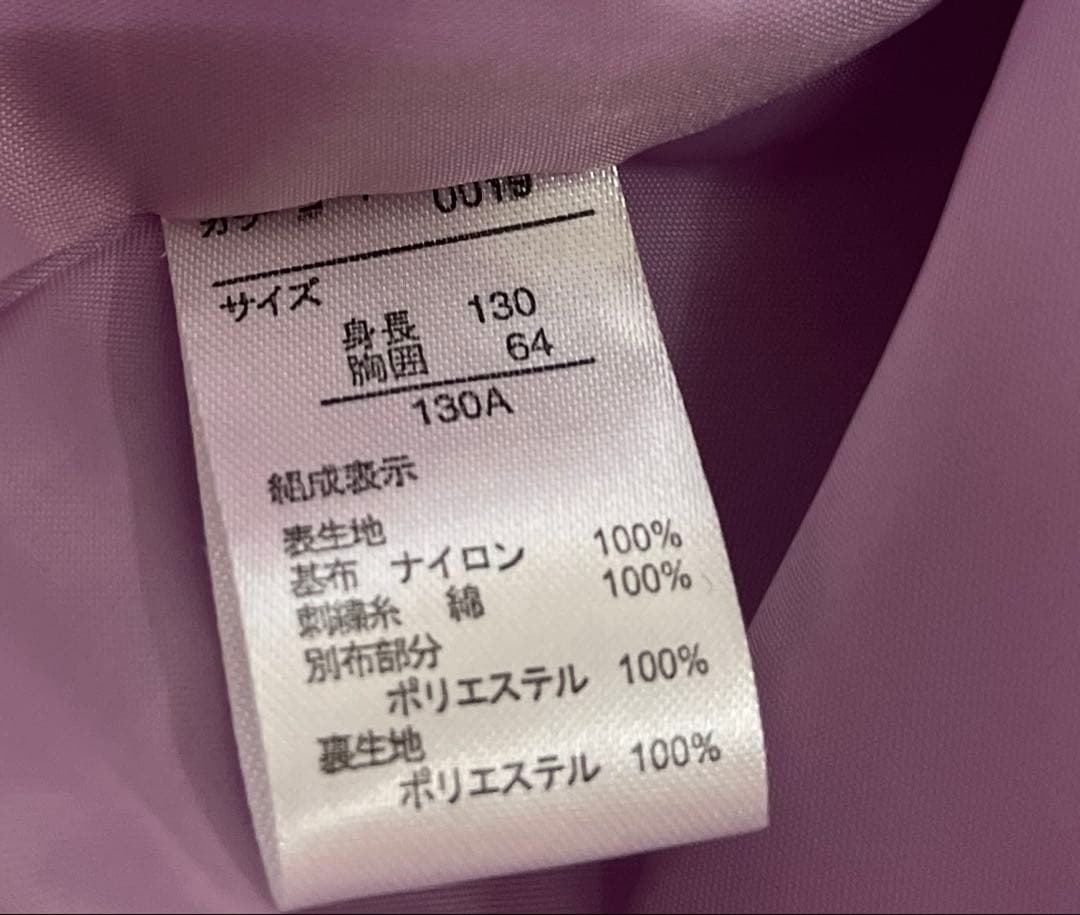 サイズ
身長 130
胸囲 64
130A
組成表示
表生地
基布 ナイロン 100%
刺繍糸 綿 100%
別布部分
ポリエステル 100%
裏生地
ポリエステル 100%